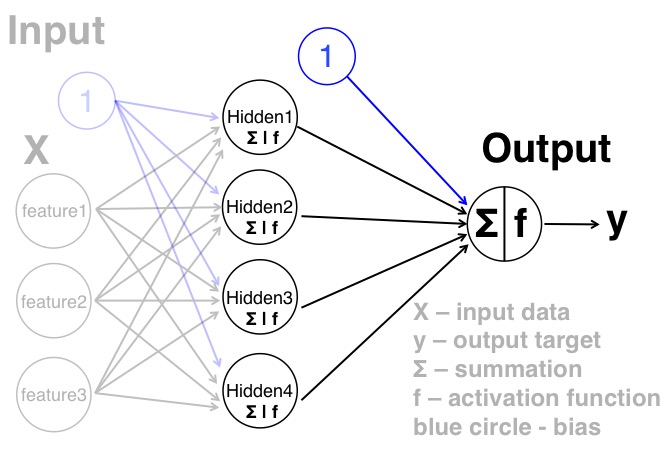 Input
1
1
X
Hidden1
Σ I f
Output
feature1
Hidden2
Σ I f
Σ f
y
feature2
Hidden3
Σ I f
feature3
Hidden4
Σ I f
X – input data
y – output target
Σ – summation
f – activation function
blue circle - bias